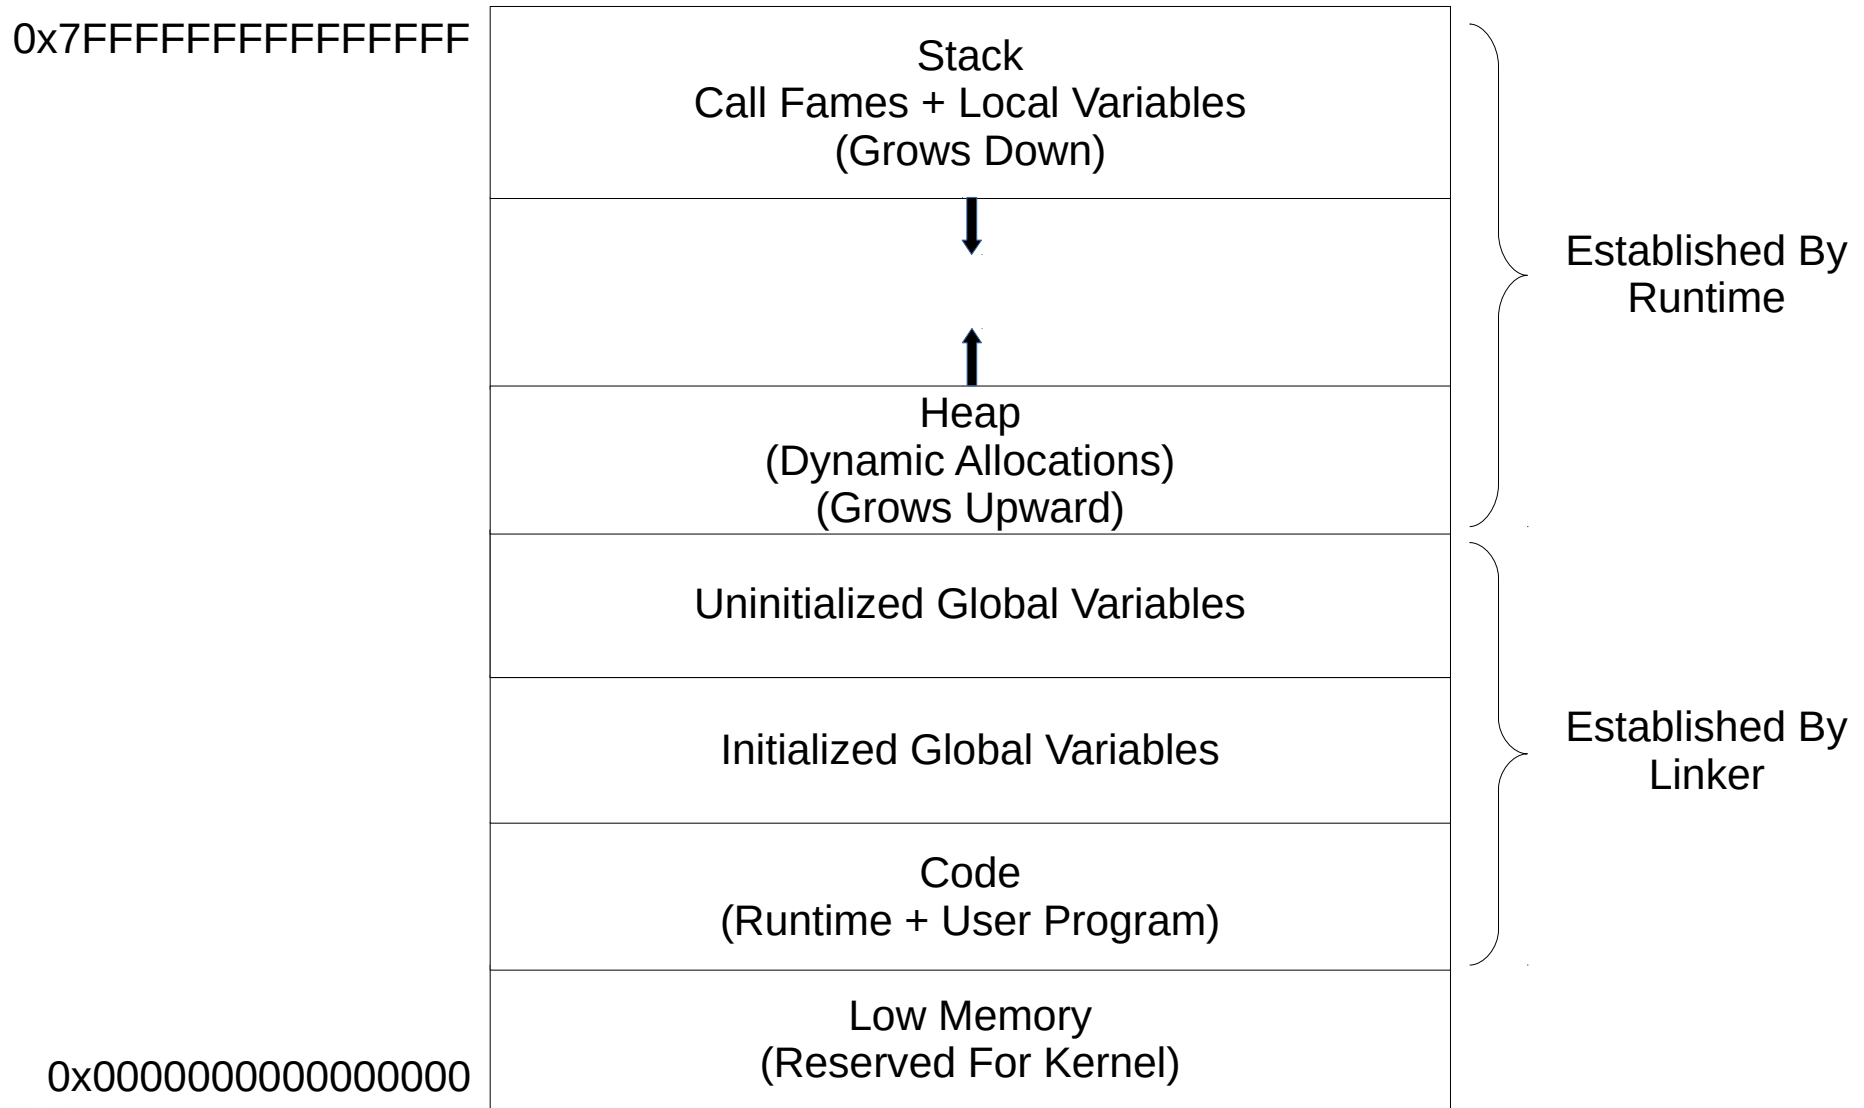 0x7FFFFFFFFFFFFFFF
Stack
Call Fames + Local Variables
(Grows Down)
Established By
Runtime
Heap
(Dynamic Allocations)
(Grows Upward)
Uninitialized Global Variables
Initialized Global Variables
Established By
Linker
Code
(Runtime + User Program)
Low Memory
(Reserved For Kernel)
0x0000000000000000